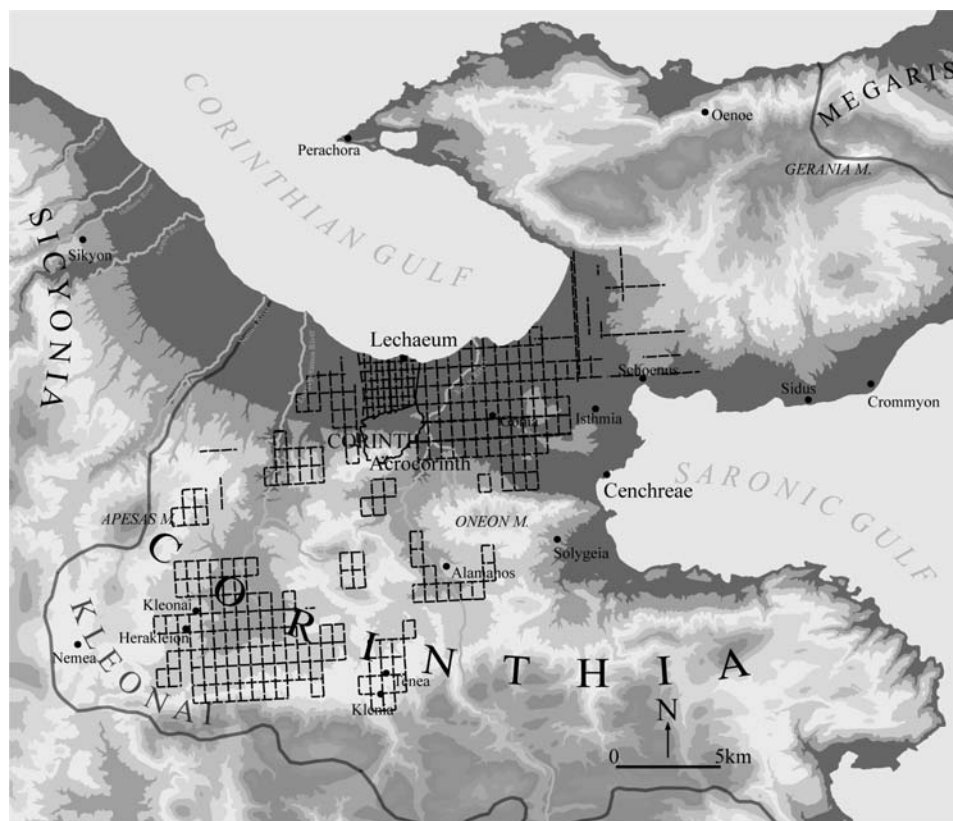 MEGARIS
Oenoe
CORINTHIAN GULF
Perachora
GERANIA M.
SICYONIA
Sikyon
Lechaeum
Schoenus
Sidus
Crommyon
Isthmia
CORINTH
Acrocorinth
Cenchreae
SARONIC GULF
APESAS M.
ONEON M.
Solygeia
Alamanos
CORINTHIA
Kleonai
Herakleion
KLEONAI
Nemea
Tenea
Klenia
N
0 5km